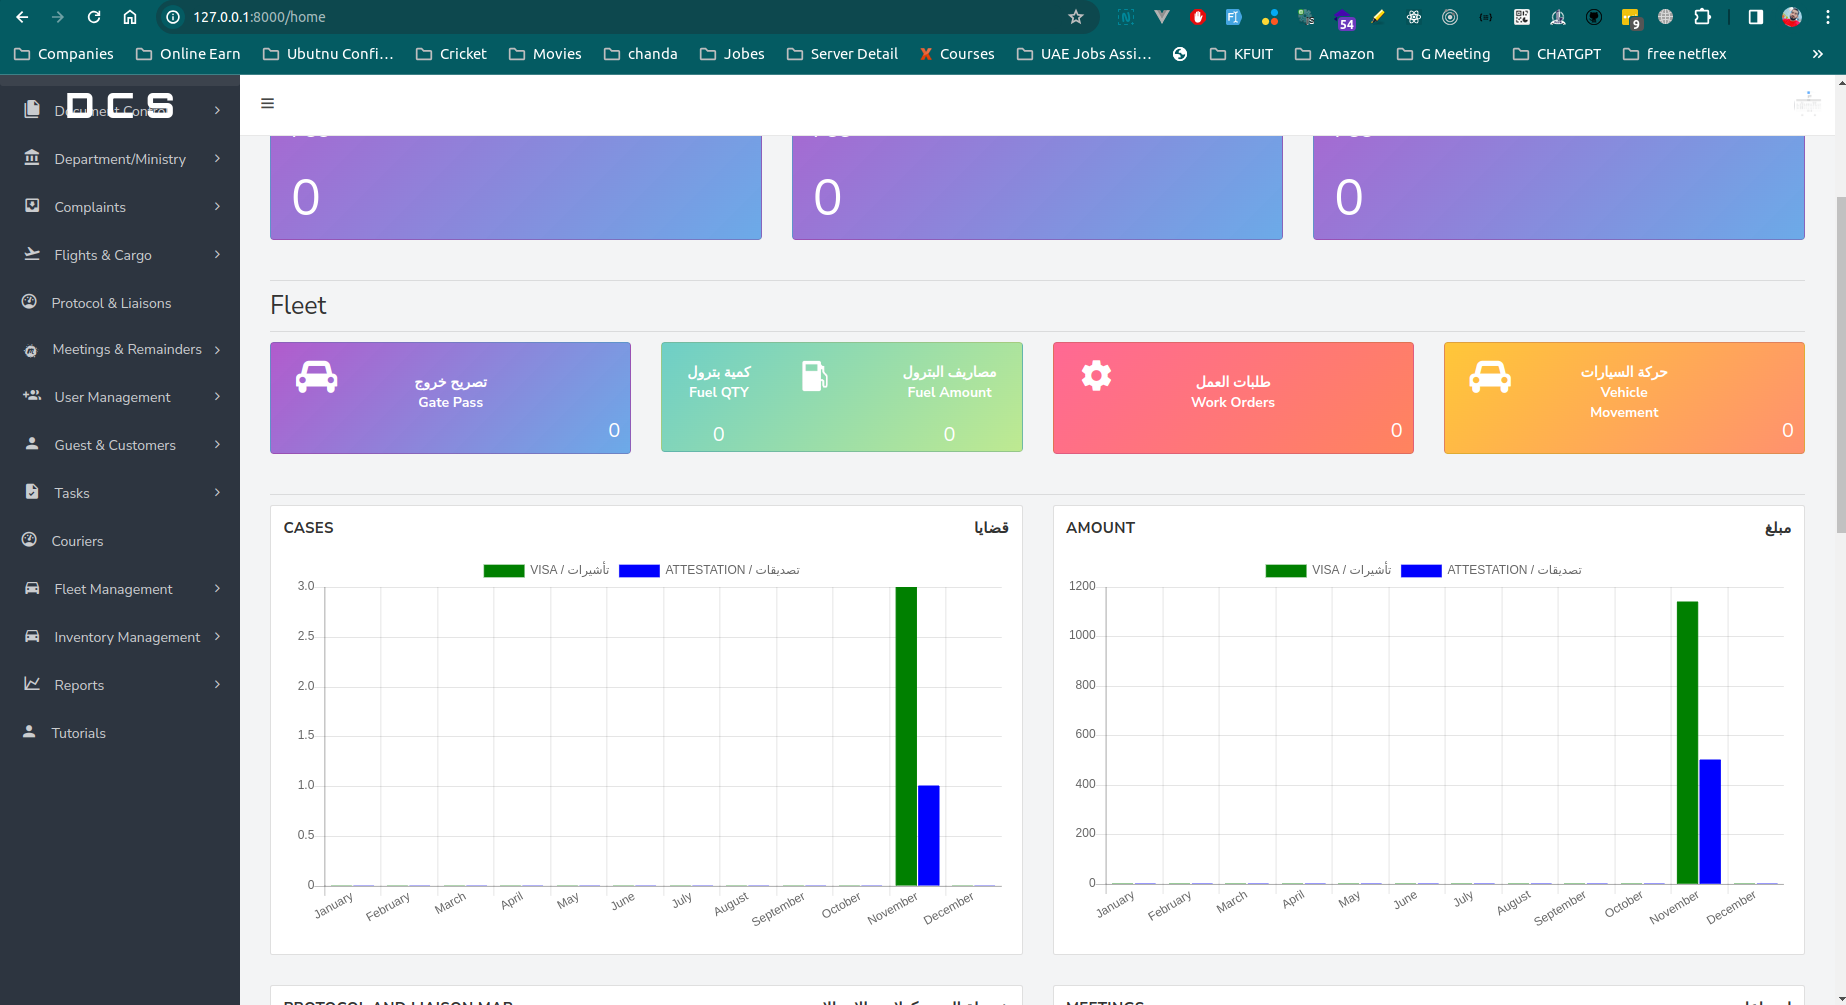 127.0.0.1:8000/home
54
9
Companies
Online Earn
Ubutnu Confi...
Cricket
Movies
chanda
Jobes
Server Detail
Courses
UAE Jobs Assi...
KFUIT
Amazon
G Meeting
CHATGPT
free netflex
»
DCS
Document Contro
Department/Ministry
Complaints
Flights & Cargo
Protocol & Liaisons
Meetings & Remainders
User Management
Guest & Customers
Tasks
Couriers
Fleet Management
Inventory Management
Reports
Tutorials
0
0
0
Fleet
تصريح خروج
Gate Pass
0
كمية بترول
Fuel QTY
0
مصاريف البترول
Fuel Amount
0
طلبات العمل
Work Orders
0
حركة السيارات
Vehicle
Movement
0
CASES
قضايا
VISA / تأشيرات
ATTESTATION / تصديقات
3.0
2.5
2.0
1.5
1.0
0.5
0
January
February
March
April
May
June
July
August
September
October
November
December
AMOUNT
مبلغ
VISA / تأشيرات
ATTESTATION / تصديقات
1200
1000
800
600
400
200
0
January
February
March
April
May
June
July
August
September
October
November
December
PROTOCOL AND LIAISON MAP
MEETINGS